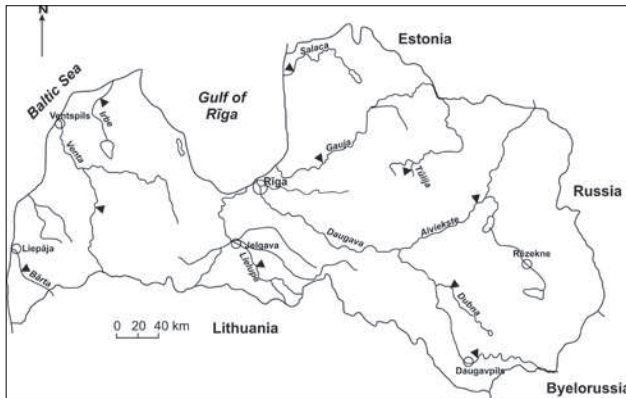 N
Estonia
Salaca
Baltic Sea
Gulf of
Rīga
Ventspils
Irbe
Venta
Gauja
Tūlija
Rīga
Russia
Aiviekste
Daugava
Liepāja
Jelgava
Rēzekne
Lielupe
Bārta
Dubna
0 20 40 km
Lithuania
Daugavpils
Byelorussia